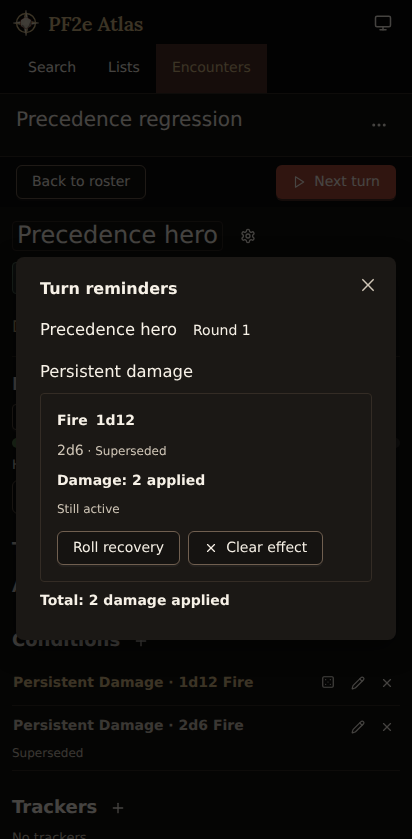 PF2e Atlas
Search Lists Encounters
Precedence regression ...
Back to roster Next turn
Precedence hero
Turn reminders
Precedence hero Round 1
Persistent damage
Fire 1d12
2d6 · Superseded
Damage: 2 applied
Still active
Roll recovery × Clear effect
Total: 2 damage applied
Conditions +
Persistent Damage · 1d12 Fire
Persistent Damage · 2d6 Fire
Superseded
Trackers +
No trackers